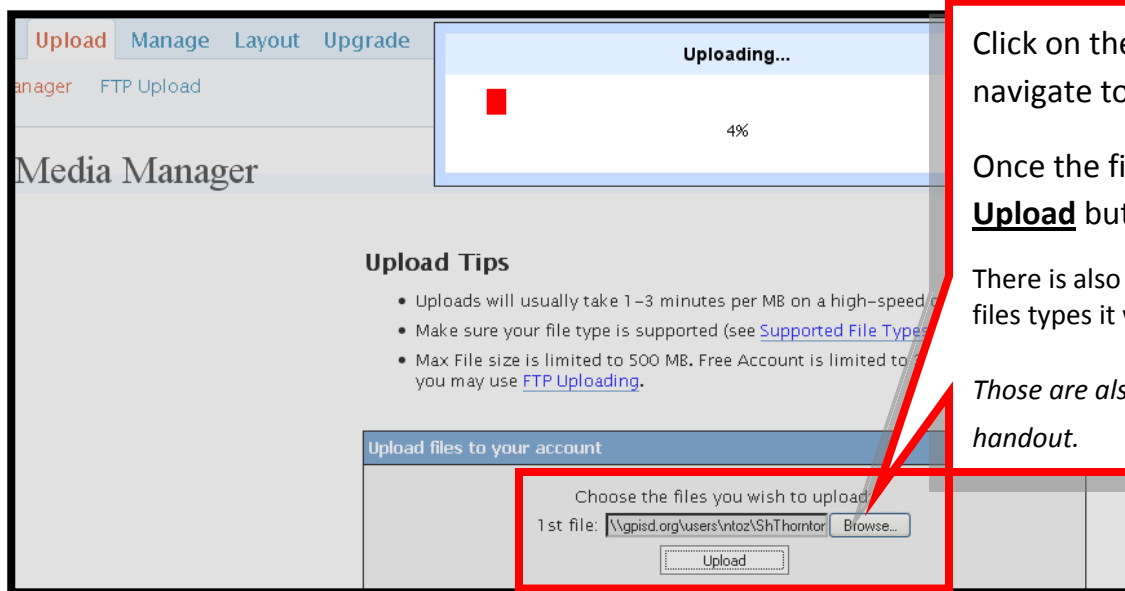 Upload Manage Layout Upgrade
anager FTP Upload
Uploading...
4%
Media Manager
Upload Tips
• Uploads will usually take 1-3 minutes per MB on a high-speed
• Make sure your file type is supported (see Supported File Types
• Max File size is limited to 500 MB. Free Account is limited to
you may use FTP Uploading.
Upload files to your account
Choose the files you wish to upload
1st file: \\gpisd.org\users\ntoz\ShThorntor Browse...
Upload
Click on the
navigate to
Once the fi
Upload but
There is also
files types it
Those are als
handout.